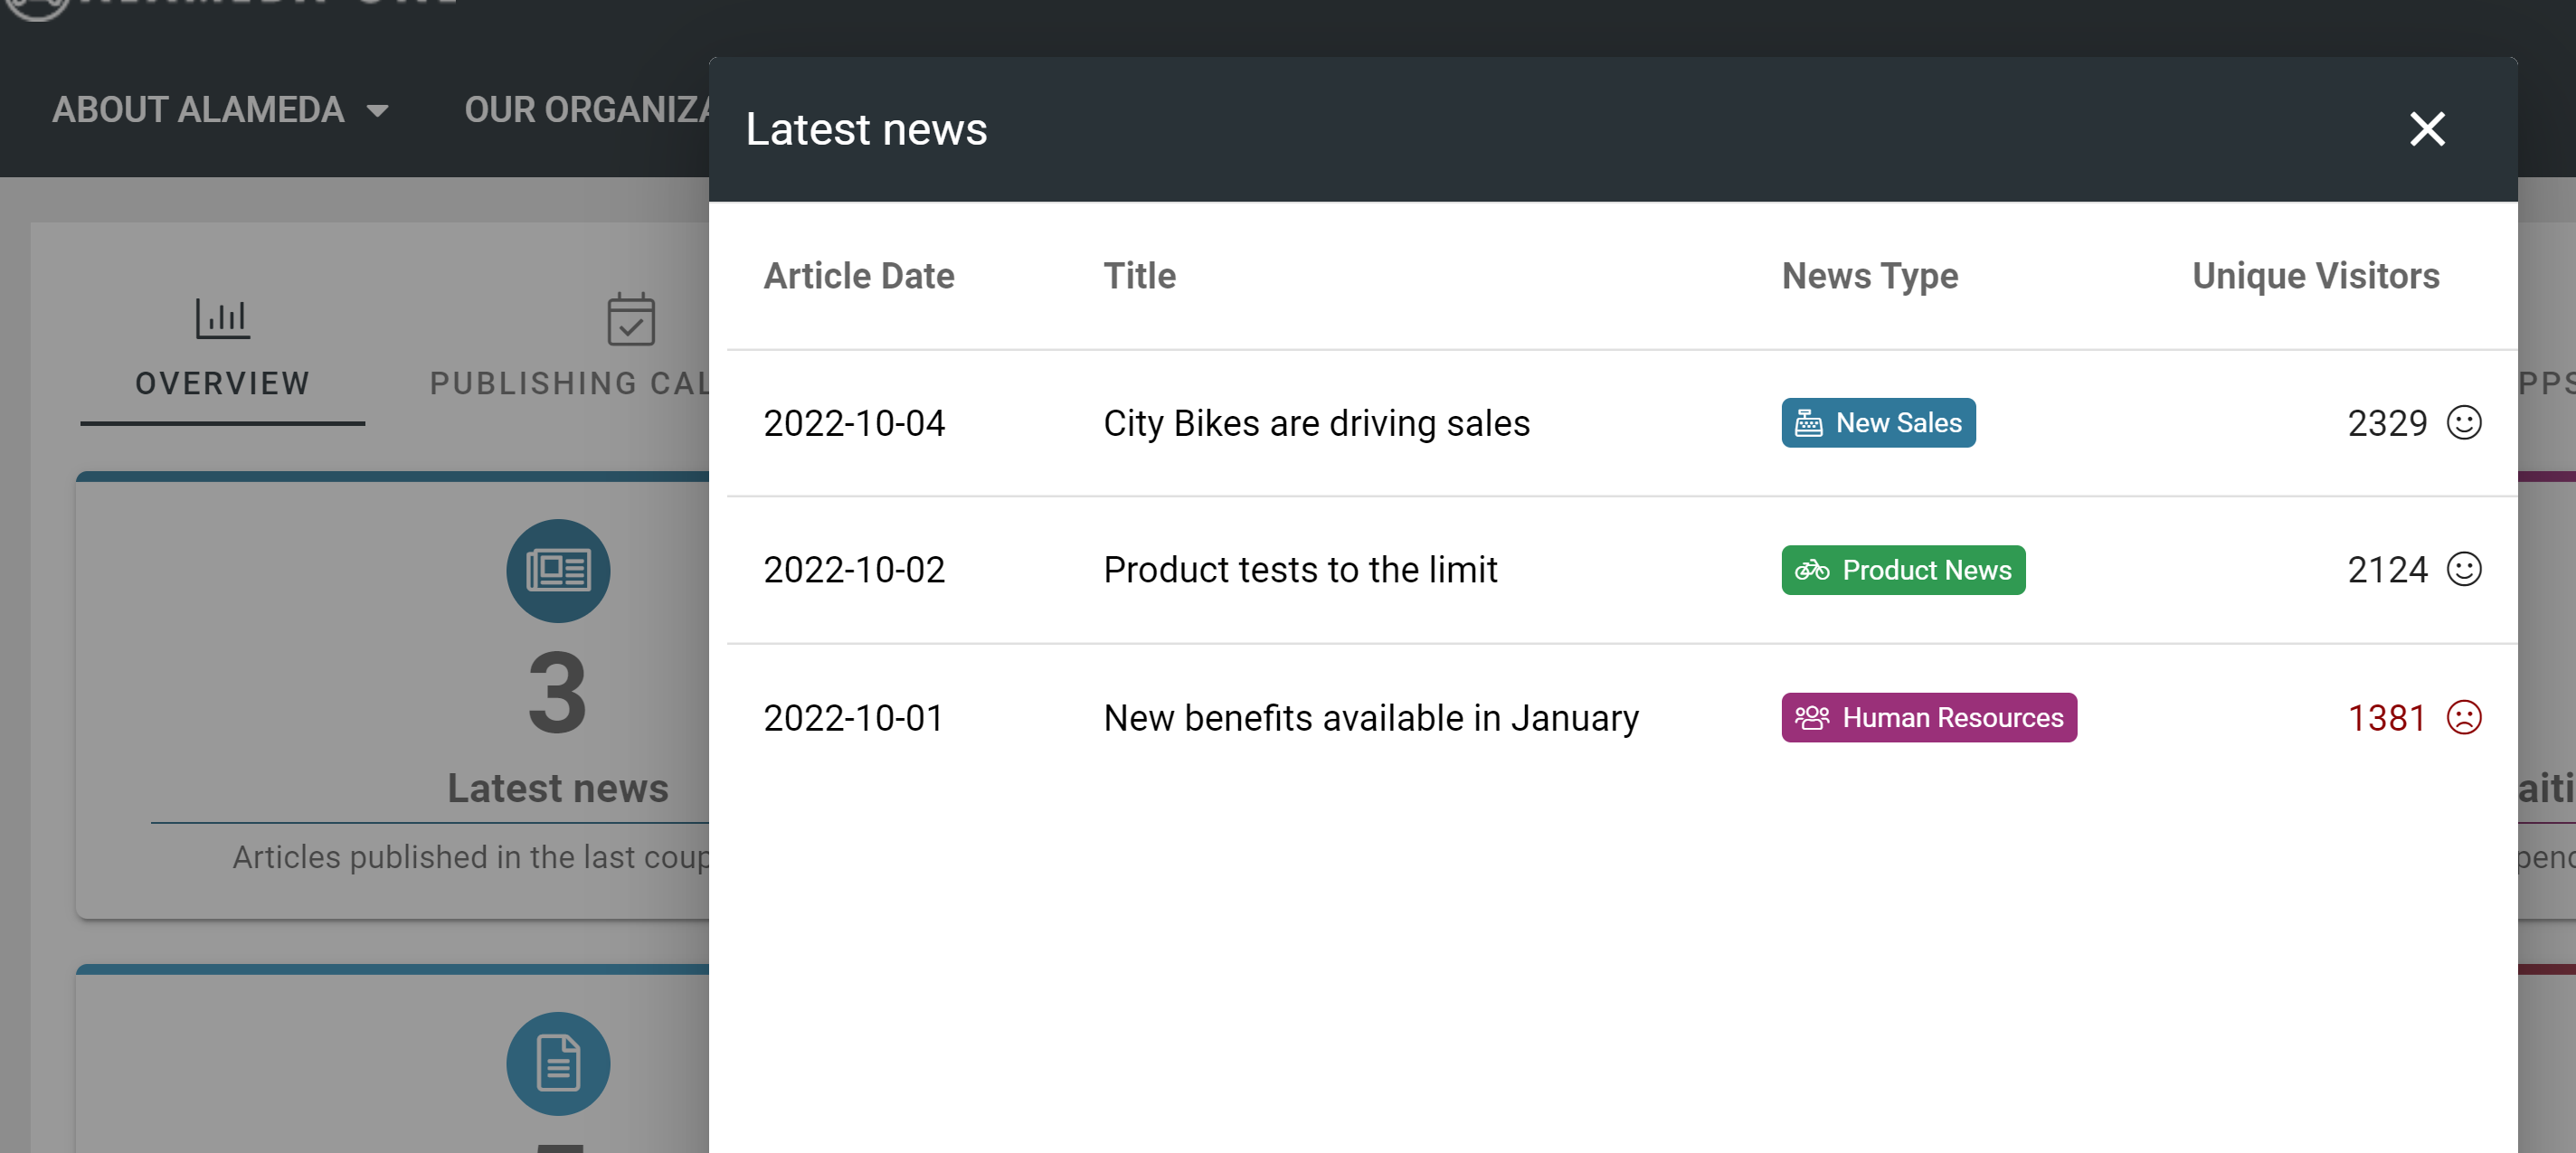 ABOUT ALAMEDA
OUR ORGANIZA
Latest news
Article Date Title News Type Unique Visitors
2022-10-04 City Bikes are driving sales New Sales 2329
2022-10-02 Product tests to the limit Product News 2124
2022-10-01 New benefits available in January Human Resources 1381
OVERVIEW
PUBLISHING CAL
PPS
3
Latest news
Articles published in the last coup
aiti
penc